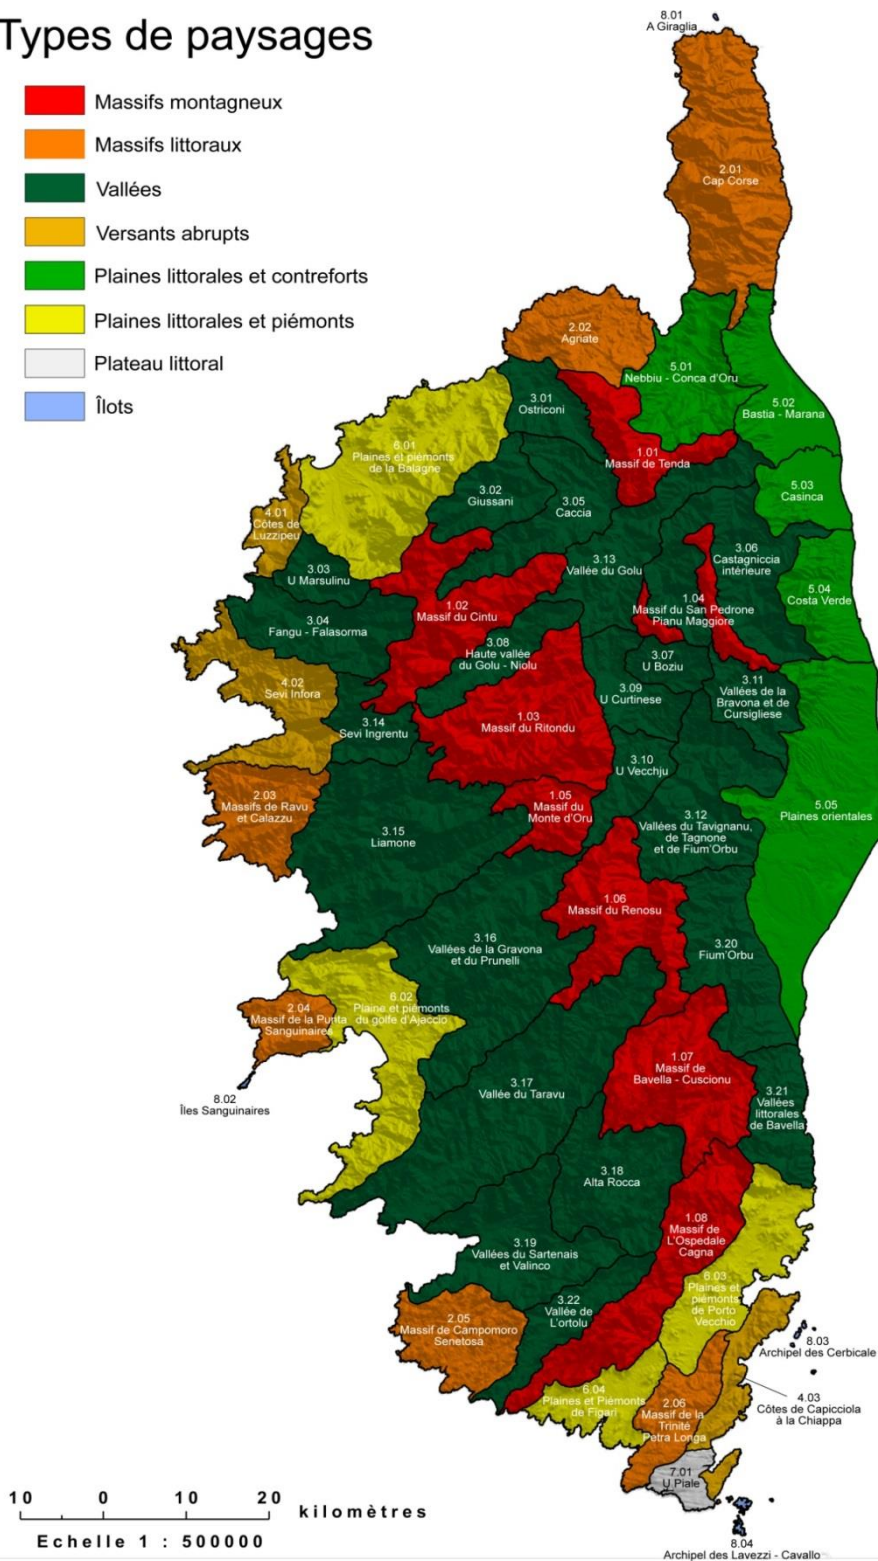 Types de paysages
Massifs montagneux
Massifs littoraux
Vallées
Versants abrupts
Plaines littorales et contreforts
Plaines littorales et piémonts
Plateau littoral
Îlots
8.01
A Giraglia
2.01
Cap Corse
2.02
Agriate
5.01
Nebbiu - Conca d'Oru
3.01
Ostriconi
5.02
Bastia - Marana
6.01
Plaines et piémonts
de la Balagne
1.01
Massif de Tenda
5.03
Casinca
3.02
Giussani
3.05
Caccia
4.01
Côtes de
Luzzipeu
3.13
Vallée du Golu
3.06
Castagniccia
intérieure
3.03
U Marsulinu
5.04
Costa Verde
1.02
Massif du Cintu
1.04
Massif du San Pedrone
Pianu Maggiore
3.04
Fangu - Falasorma
3.08
Haute vallée
du Golu - Niolu
3.07
U Boziu
4.02
Sevi Infora
3.09
U Curtinese
3.11
Vallées de la
Bravona et de
Cursigliese
3.14
Sevi Ingrentu
1.03
Massif du Ritondu
3.10
U Vecchju
2.03
Massifs de Ravu
et Calazzu
1.05
Massif du
Monte d'Oru
5.05
Plaines orientales
3.15
Liamone
3.12
Vallées du Tavignanu,
de Tagnone
et de Fium'Orbu
1.06
Massif du Renosu
3.16
Vallées de la Gravona
et du Prunelli
3.20
Fium'Orbu
2.04
Massif de la Punta
Sanguinaires
6.02
Plaine et piémonts
du golfe d'Ajaccio
1.07
Massif de
Bavella - Cuscionu
8.02
Îles Sanguinaires
3.17
Vallée du Taravu
3.21
Vallées
littorales
de Bavella
3.18
Alta Rocca
1.08
Massif de
L'Ospedale
Cagna
3.19
Vallées du Sartenais
et Valinco
6.03
Plaines et
piémonts
de Porto
Vecchio
3.22
Vallée de
L'ortolu
2.05
Massif de Campomoro
Senetosa
8.03
Archipel des Cerbicale
6.04
Plaines et Piémonts
de Figari
2.06
Massif de la
Trinité
Petra Longa
4.03
Côtes de Capicciola
à la Chiappa
7.01
U Piale
10 0 10 20
kilomètres
Echelle 1 : 500000
8.04
Archipel des Lavezzi - Cavallo